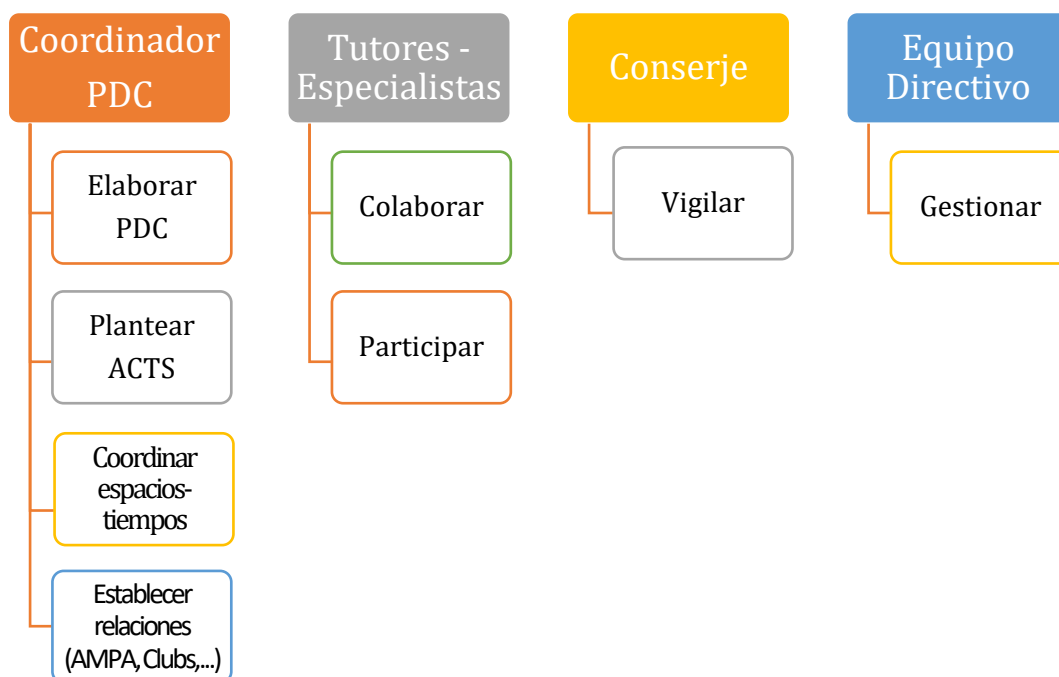 Coordinador
PDC
Elaborar
PDC
Plantear
ACTS
Coordinar
espacios-
tiempos
Establecer
relaciones
(AMPA, Clubs,...)
Tutores -
Especialistas
Colaborar
Participar
Conserje
Vigilar
Equipo
Directivo
Gestionar